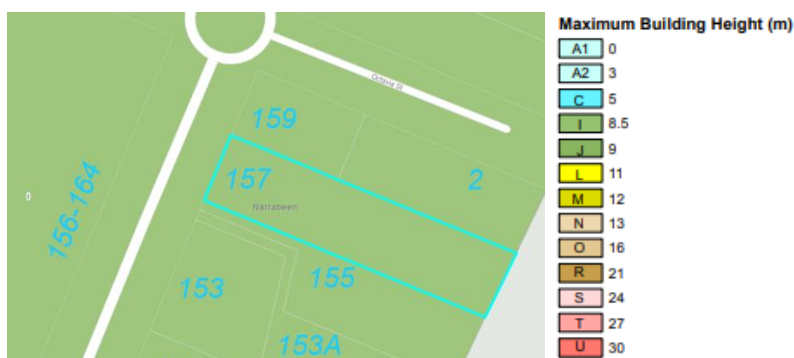 Octavia St
159
157
2
Narrabeen
0
156-164
155
153
153A
Maximum Building Height (m)
A1 0
A2 3
C 5
I 8.5
J 9
L 11
M 12
N 13
O 16
R 21
S 24
T 27
U 30